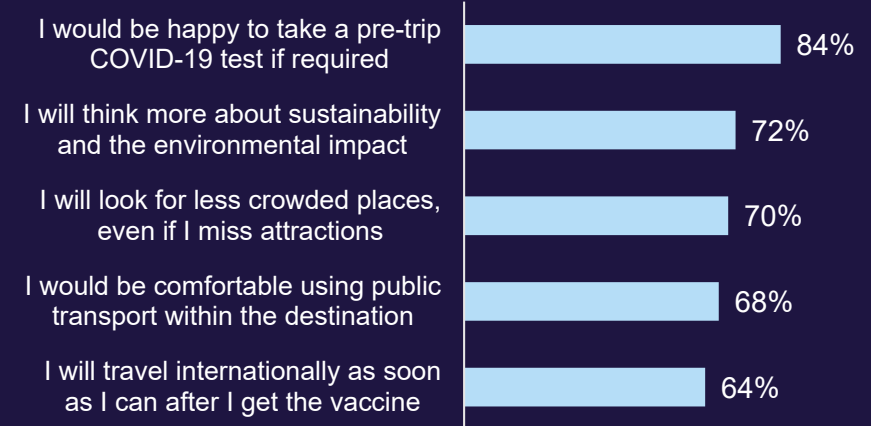 I would be happy to take a pre-trip
COVID-19 test if required
84%
I will think more about sustainability
and the environmental impact
72%
I will look for less crowded places,
even if I miss attractions
70%
I would be comfortable using public
transport within the destination
68%
I will travel internationally as soon
as I can after I get the vaccine
64%